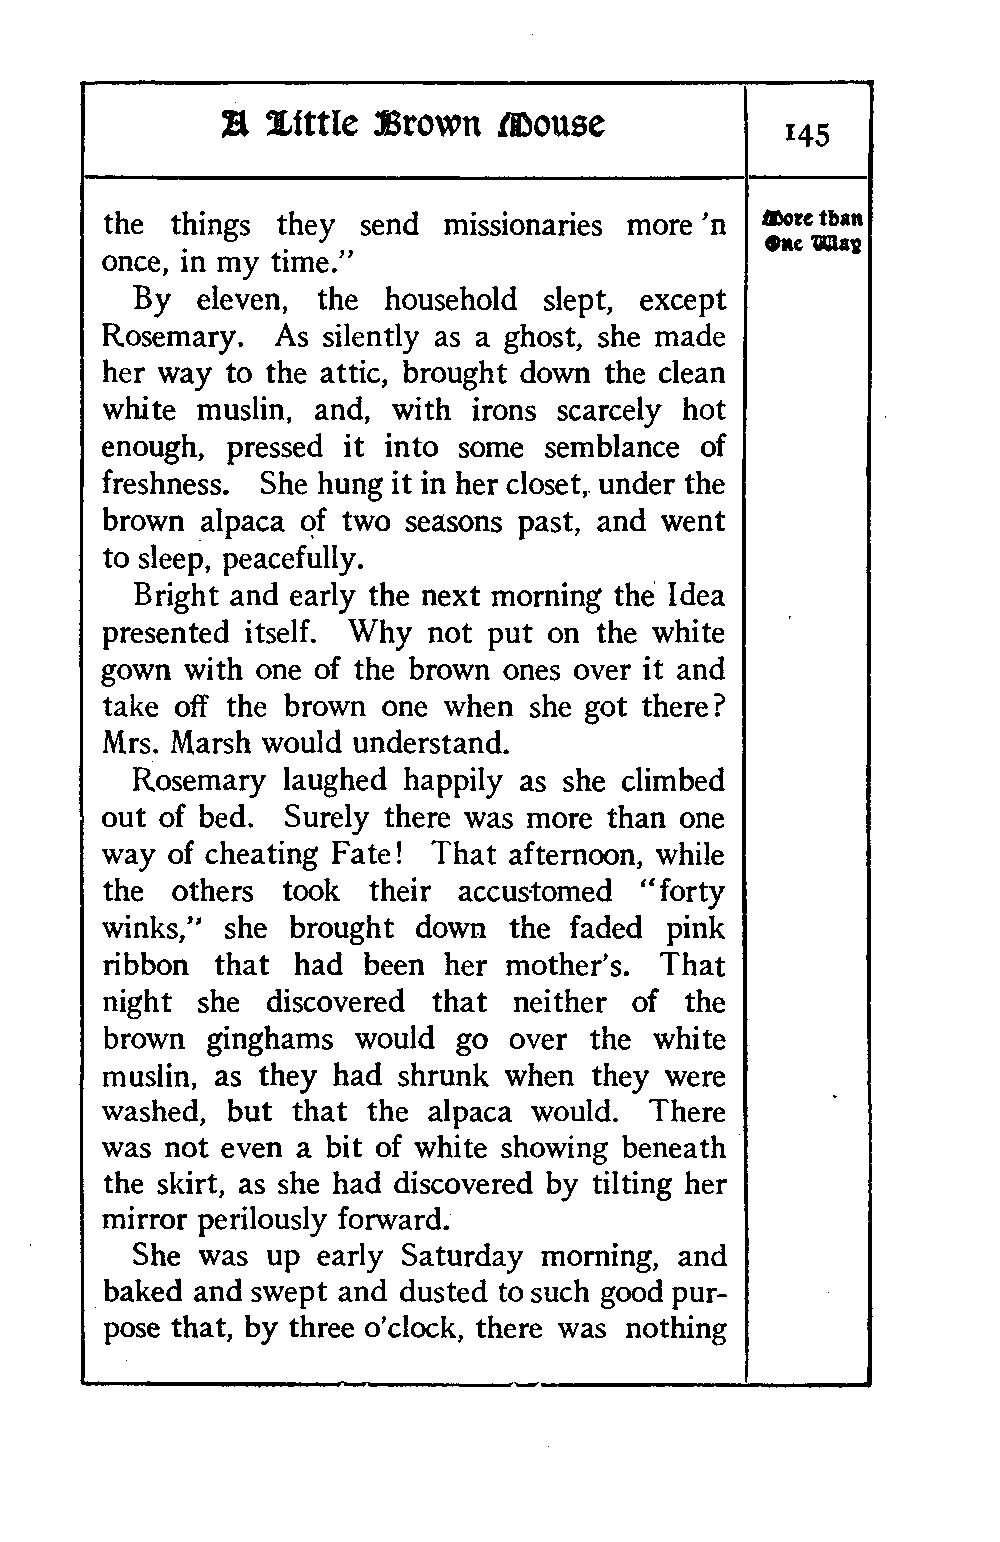 A Little Brown Mouse
145
More than
One Way
the things they send missionaries more 'n
once, in my time."
By eleven, the household slept, except
Rosemary. As silently as a ghost, she made
her way to the attic, brought down the clean
white muslin, and, with irons scarcely hot
enough, pressed it into some semblance of
freshness. She hung it in her closet, under the
brown alpaca of two seasons past, and went
to sleep, peacefully.
Bright and early the next morning the Idea
presented itself. Why not put on the white
gown with one of the brown ones over it and
take off the brown one when she got there?
Mrs. Marsh would understand.
Rosemary laughed happily as she climbed
out of bed. Surely there was more than one
way of cheating Fate! That afternoon, while
the others took their accustomed "forty
winks," she brought down the faded pink
ribbon that had been her mother's. That
night she discovered that neither of the
brown ginghams would go over the white
muslin, as they had shrunk when they were
washed, but that the alpaca would. There
was not even a bit of white showing beneath
the skirt, as she had discovered by tilting her
mirror perilously forward.
She was up early Saturday morning, and
baked and swept and dusted to such good pur-
pose that, by three o'clock, there was nothing